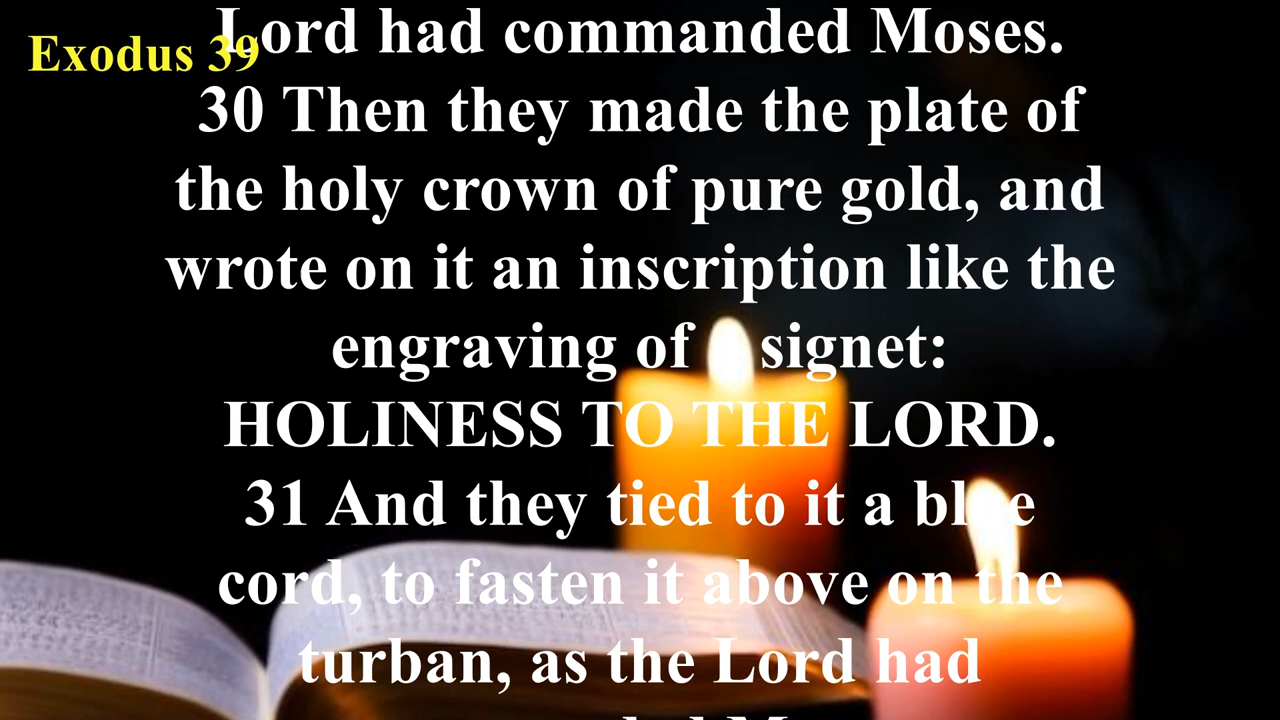 Exodus 39
Lord had commanded Moses.
30 Then they made the plate of
the holy crown of pure gold, and
wrote on it an inscription like the
engraving of signet:
HOLINESS TO THE LORD.
31 And they tied to it a blue
cord, to fasten it above on the
turban, as the Lord had